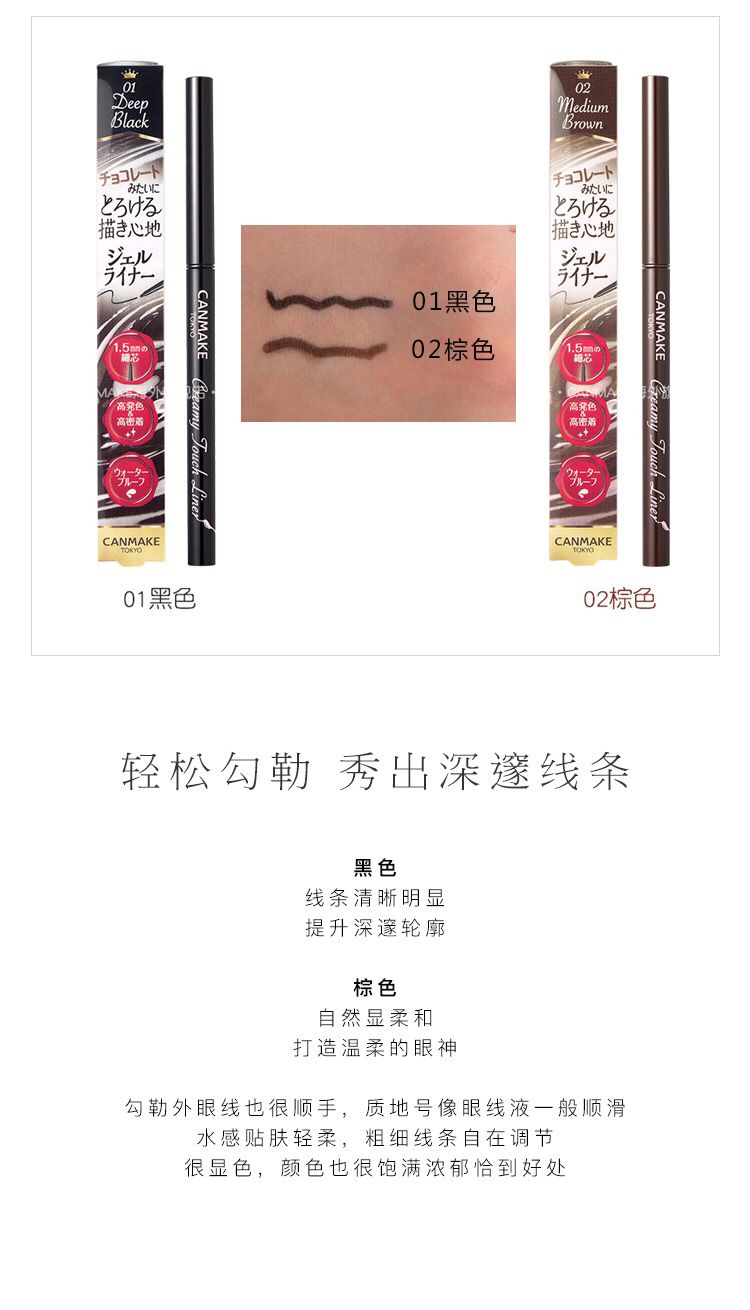 01
Deep
Black
チョコレート
みたいに
とろける
描き心地
ジェル
ライナー
1.5mmの
細芯
高発色
&
高密着
ウォーター
プルーフ
CANMAKE
TOKYO
CANMAKE
TOKYO
Creamy Touch Liner
01黑色
01黑色
02棕色
02
Medium
Brown
チョコレート
みたいに
とろける
描き心地
ジェル
ライナー
1.5mmの
細芯
高発色
&
高密着
ウォーター
プルーフ
CANMAKE
TOKYO
CANMAKE
TOKYO
Creamy Touch Liner
02棕色
轻松勾勒 秀出深邃线条
黑色
线条清晰明显
提升深邃轮廓
棕色
自然显柔和
打造温柔的眼神
勾勒外眼线也很顺手，质地号像眼线液一般顺滑
水感贴肤轻柔，粗细线条自在调节
很显色，颜色也很饱满浓郁恰到好处